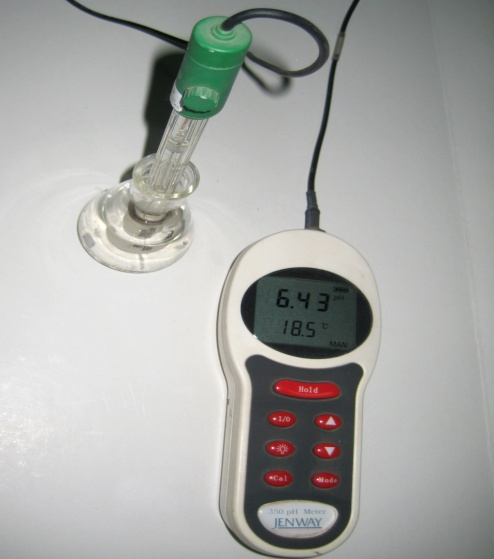 6.43 pH
18.5 °C
MAN
Hold
I/O
Cal
Mode
350 pH Meter
JENWAY